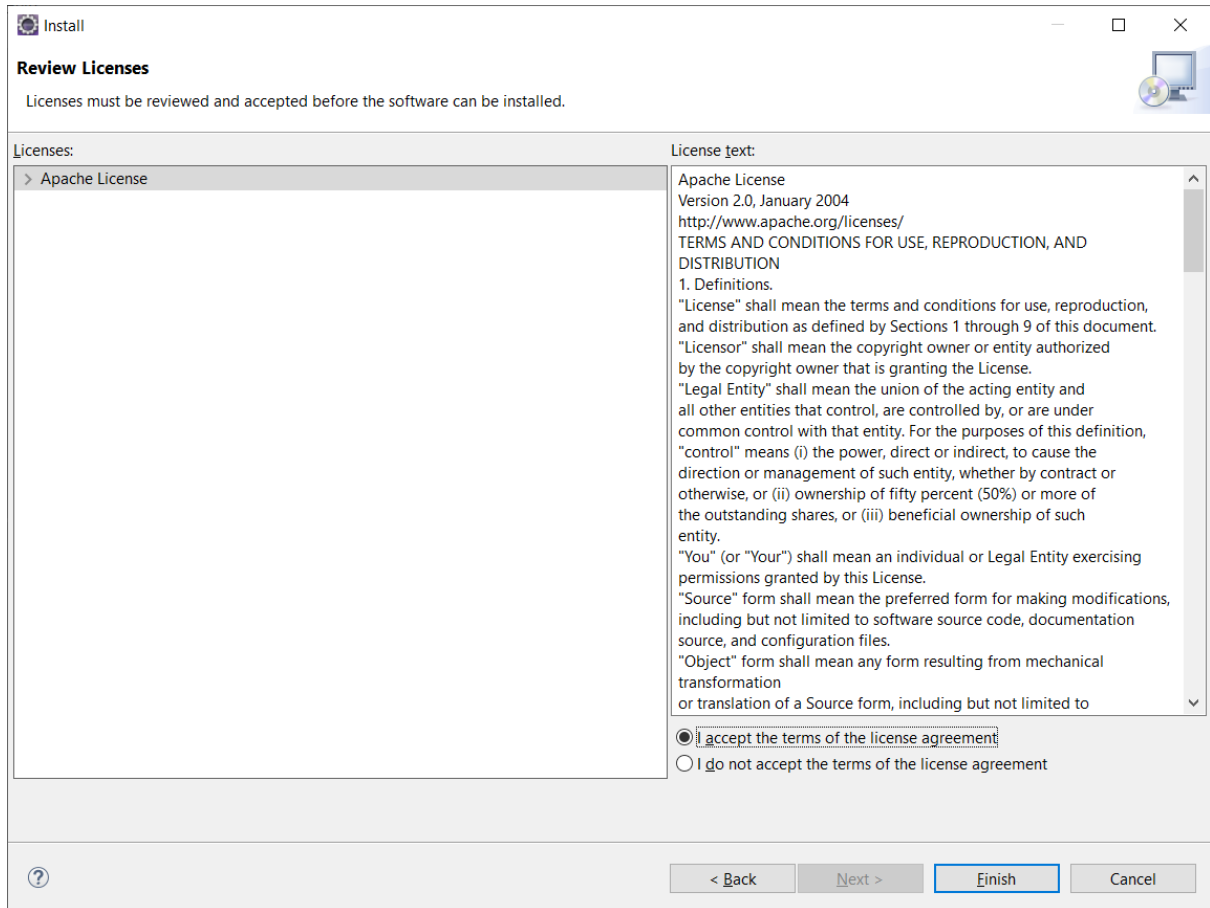 Install
Review Licenses
Licenses must be reviewed and accepted before the software can be installed.
Licenses:
Apache License
License text:
Apache License
Version 2.0, January 2004
http://www.apache.org/licenses/
TERMS AND CONDITIONS FOR USE, REPRODUCTION, AND
DISTRIBUTION
1. Definitions.
"License" shall mean the terms and conditions for use, reproduction,
and distribution as defined by Sections 1 through 9 of this document.
"Licensor" shall mean the copyright owner or entity authorized
by the copyright owner that is granting the License.
"Legal Entity" shall mean the union of the acting entity and
all other entities that control, are controlled by, or are under
common control with that entity. For the purposes of this definition,
"control" means (i) the power, direct or indirect, to cause the
direction or management of such entity, whether by contract or
otherwise, or (ii) ownership of fifty percent (50%) or more of
the outstanding shares, or (iii) beneficial ownership of such
entity.
"You" (or "Your") shall mean an individual or Legal Entity exercising
permissions granted by this License.
"Source" form shall mean the preferred form for making modifications,
including but not limited to software source code, documentation
source, and configuration files.
"Object" form shall mean any form resulting from mechanical
transformation
or translation of a Source form, including but not limited to
I accept the terms of the license agreement
I do not accept the terms of the license agreement
? < Back Next > Finish Cancel